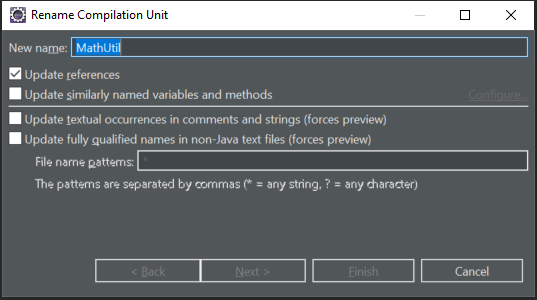 Rename Compilation Unit
New name: MathUtil
Update references
Update similarly named variables and methods Configure...
Update textual occurrences in comments and strings (forces preview)
Update fully qualified names in non-Java text files (forces preview)
File name patterns: *
The patterns are separated by commas (* = any string, ? = any character)
< Back Next > Finish Cancel